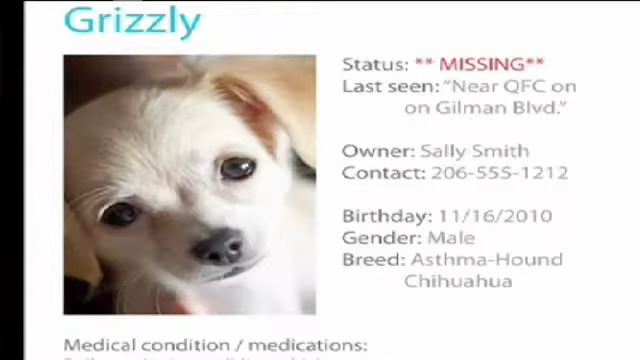 Grizzly
Status: ** MISSING**
Last seen: “Near QFC on
on Gilman Blvd.”
Owner: Sally Smith
Contact: 206-555-1212
Birthday: 11/16/2010
Gender: Male
Breed: Asthma-Hound
Chihuahua
Medical condition / medications: